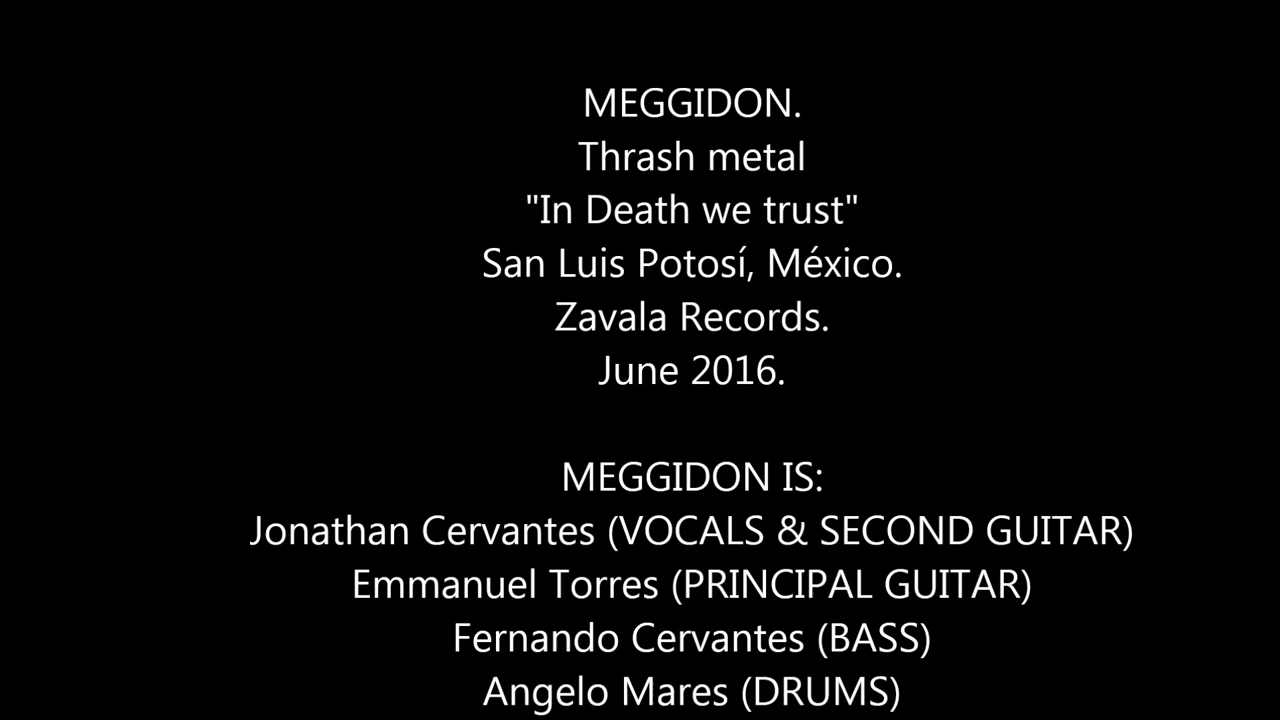 MEGGIDON.
Thrash metal
"In Death we trust"
San Luis Potosí, México.
Zavala Records.
June 2016.
MEGGIDON IS:
Jonathan Cervantes (VOCALS & SECOND GUITAR)
Emmanuel Torres (PRINCIPAL GUITAR)
Fernando Cervantes (BASS)
Angelo Mares (DRUMS)